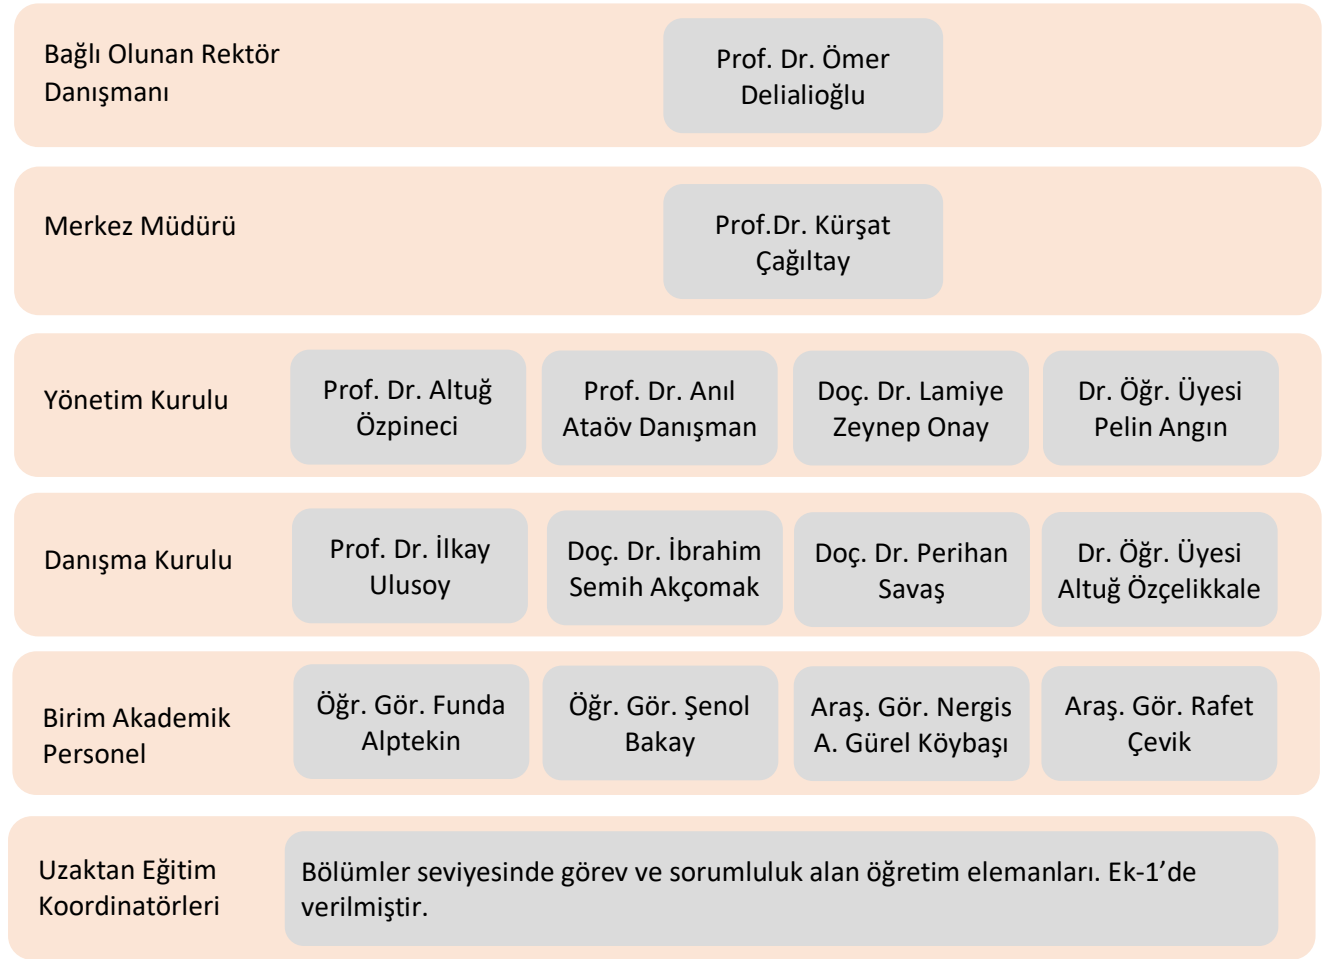 Bağlı Olunan Rektör
Danışmanı
Prof. Dr. Ömer
Delialioğlu
Merkez Müdürü
Prof.Dr. Kürşat
Çağıltay
Yönetim Kurulu
Prof. Dr. Altuğ
Özpineci
Prof. Dr. Anıl
Ataöv Danışman
Doç. Dr. Lamiye
Zeynep Onay
Dr. Öğr. Üyesi
Pelin Angın
Danışma Kurulu
Prof. Dr. İlkay
Ulusoy
Doç. Dr. İbrahim
Semih Akçomak
Doç. Dr. Perihan
Savaş
Dr. Öğr. Üyesi
Altuğ Özçelikkale
Birim Akademik
Personel
Öğr. Gör. Funda
Alptekin
Öğr. Gör. Şenol
Bakay
Araş. Gör. Nergis
A. Gürel Köybaşı
Araş. Gör. Rafet
Çevik
Uzaktan Eğitim
Koordinatörleri
Bölümler seviyesinde görev ve sorumluluk alan öğretim elemanları. Ek-1’de
verilmiştir.